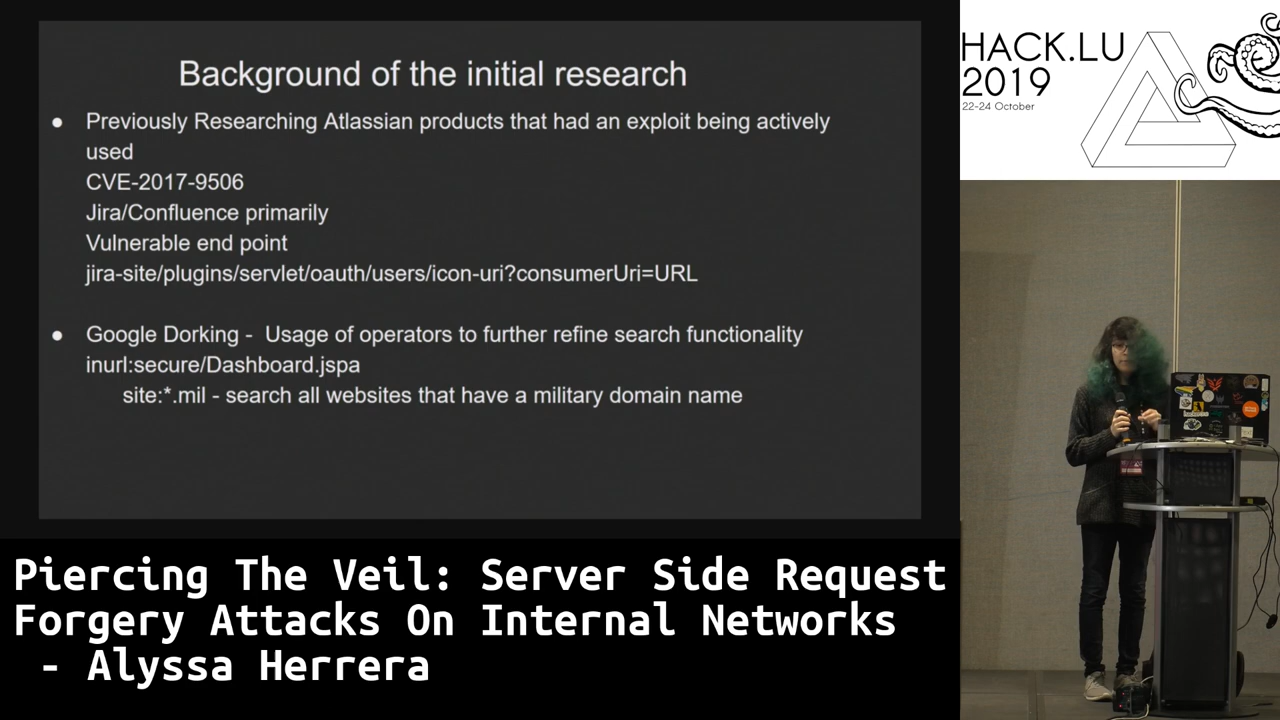 Background of the initial research
● Previously Researching Atlassian products that had an exploit being actively
used
CVE-2017-9506
Jira/Confluence primarily
Vulnerable end point
jira-site/plugins/servlet/oauth/users/icon-uri?consumerUri=URL
● Google Dorking - Usage of operators to further refine search functionality
inurl:secure/Dashboard.jspa
site:*.mil - search all websites that have a military domain name
HACK.LU
2019
22-24 October
Piercing The Veil: Server Side Request
Forgery Attacks On Internal Networks
- Alyssa Herrera